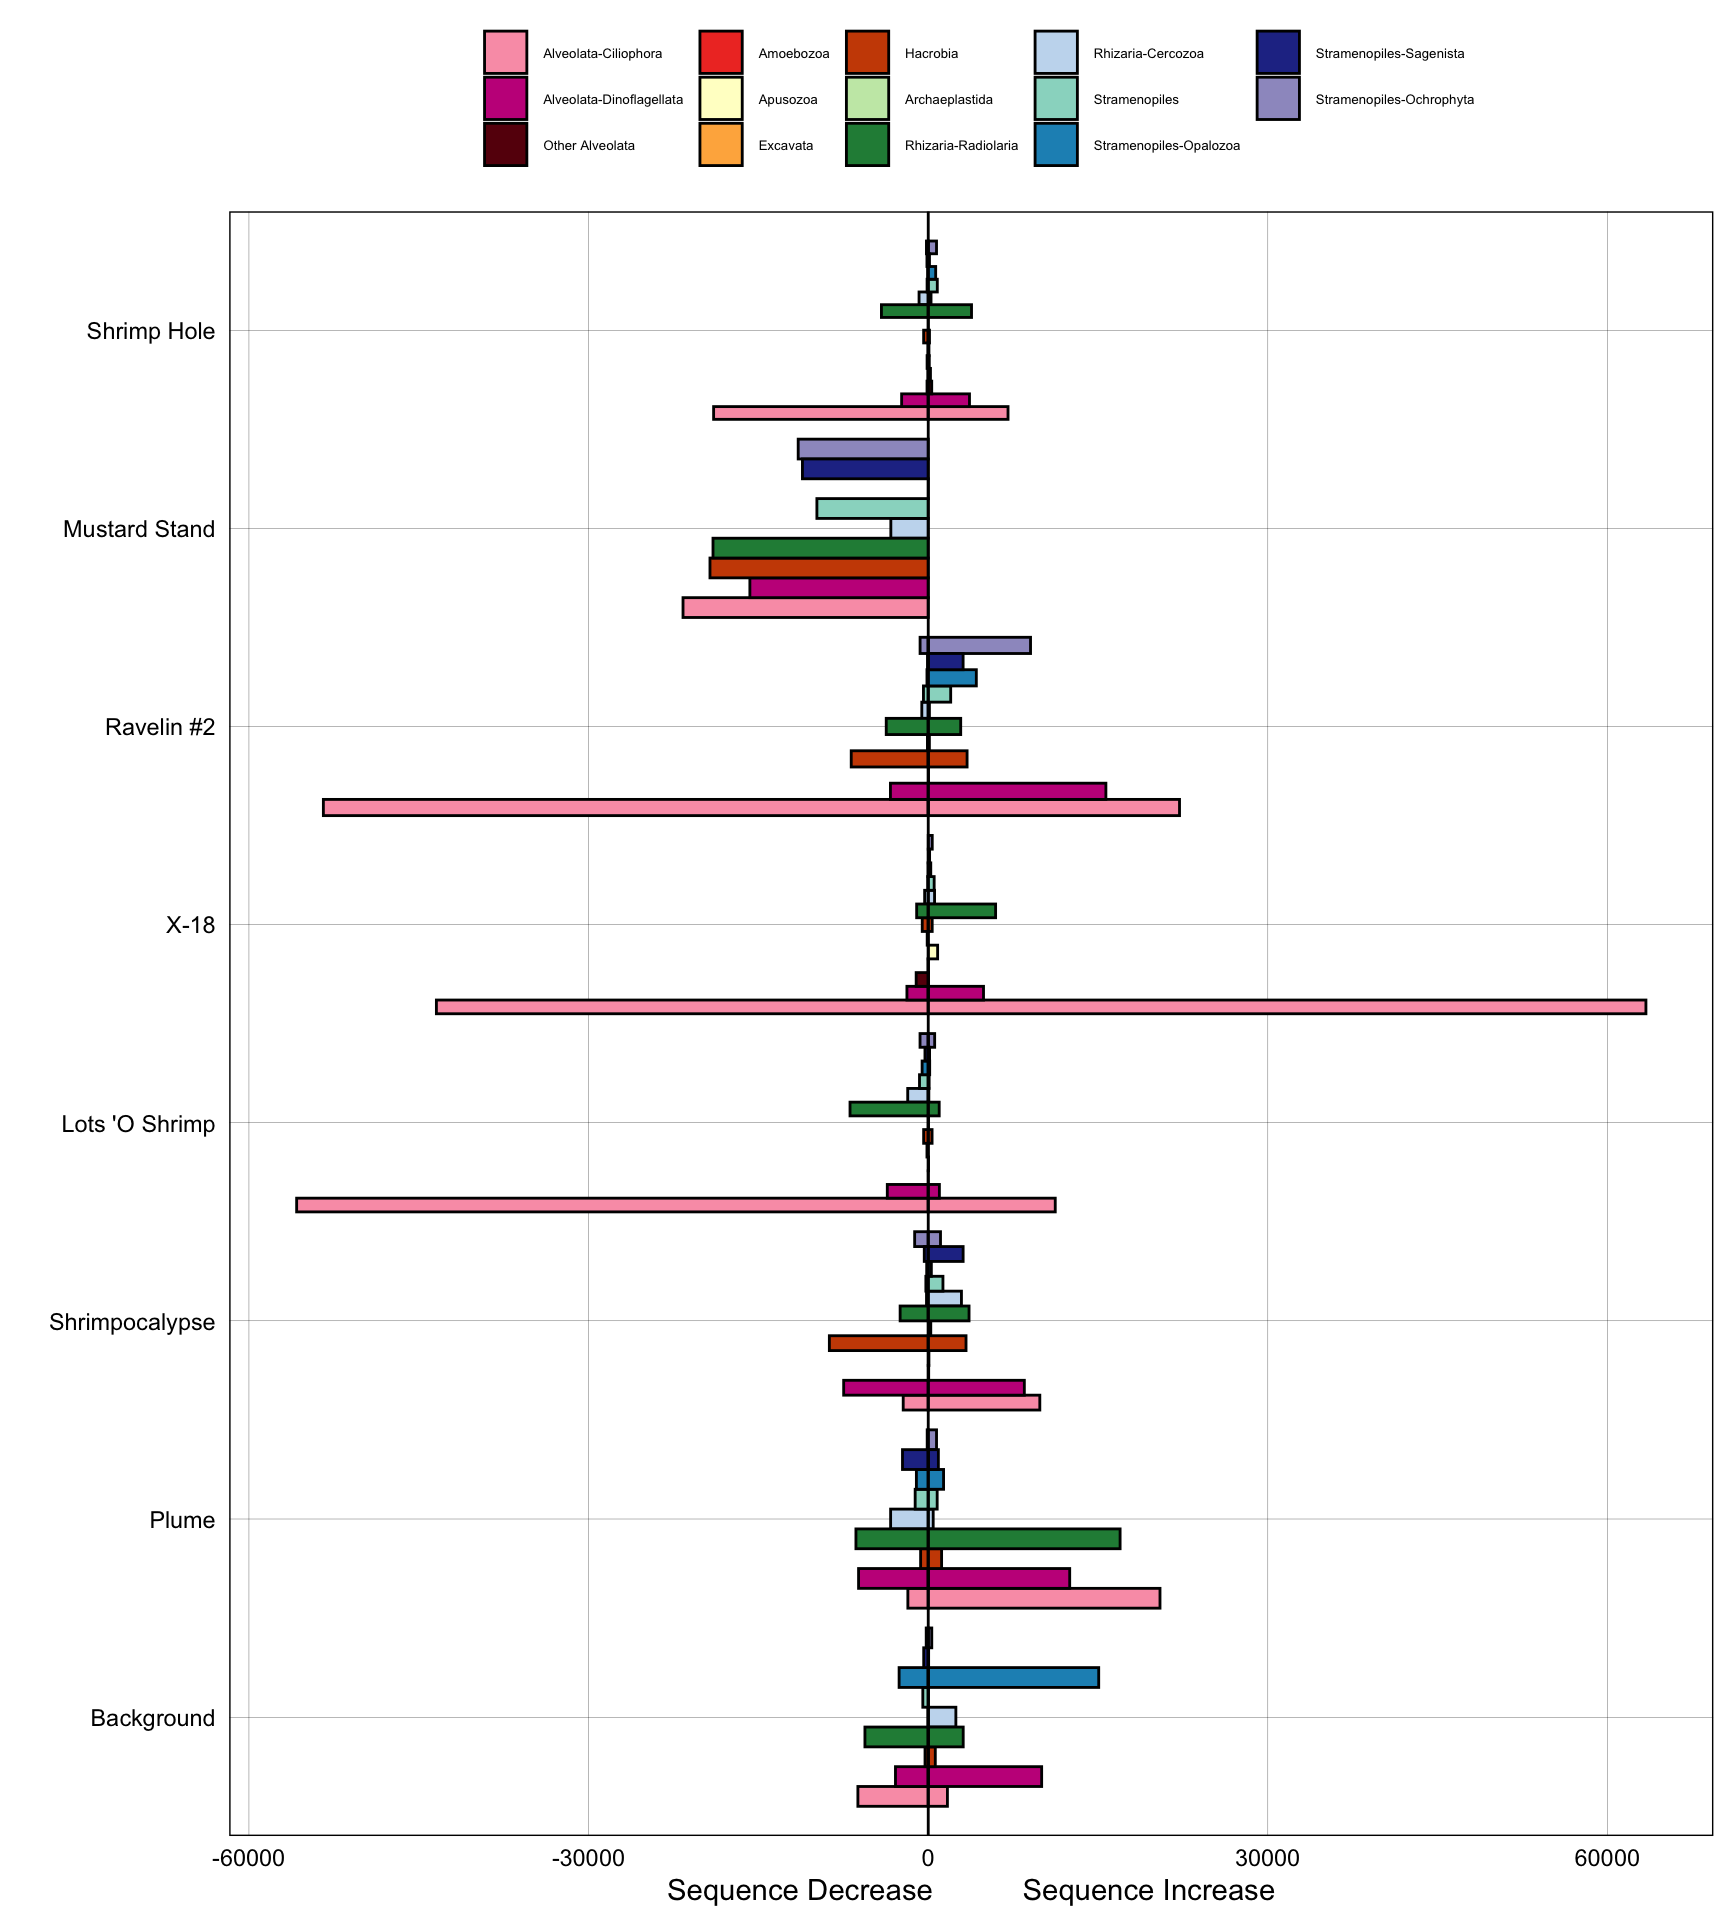 Alveolata-Ciliophora Amoebozoa Hacrobia Rhizaria-Cercozoa Stramenopiles-Sagenista
Alveolata-Dinoflagellata Apusozoa Archaeplastida Stramenopiles Stramenopiles-Ochrophyta
Other Alveolata Excavata Rhizaria-Radiolaria Stramenopiles-Opalozoa
Shrimp Hole
Mustard Stand
Ravelin #2
X-18
Lots 'O Shrimp
Shrimpocalypse
Plume
Background
-60000 -30000 0 30000 60000
Sequence Decrease Sequence Increase